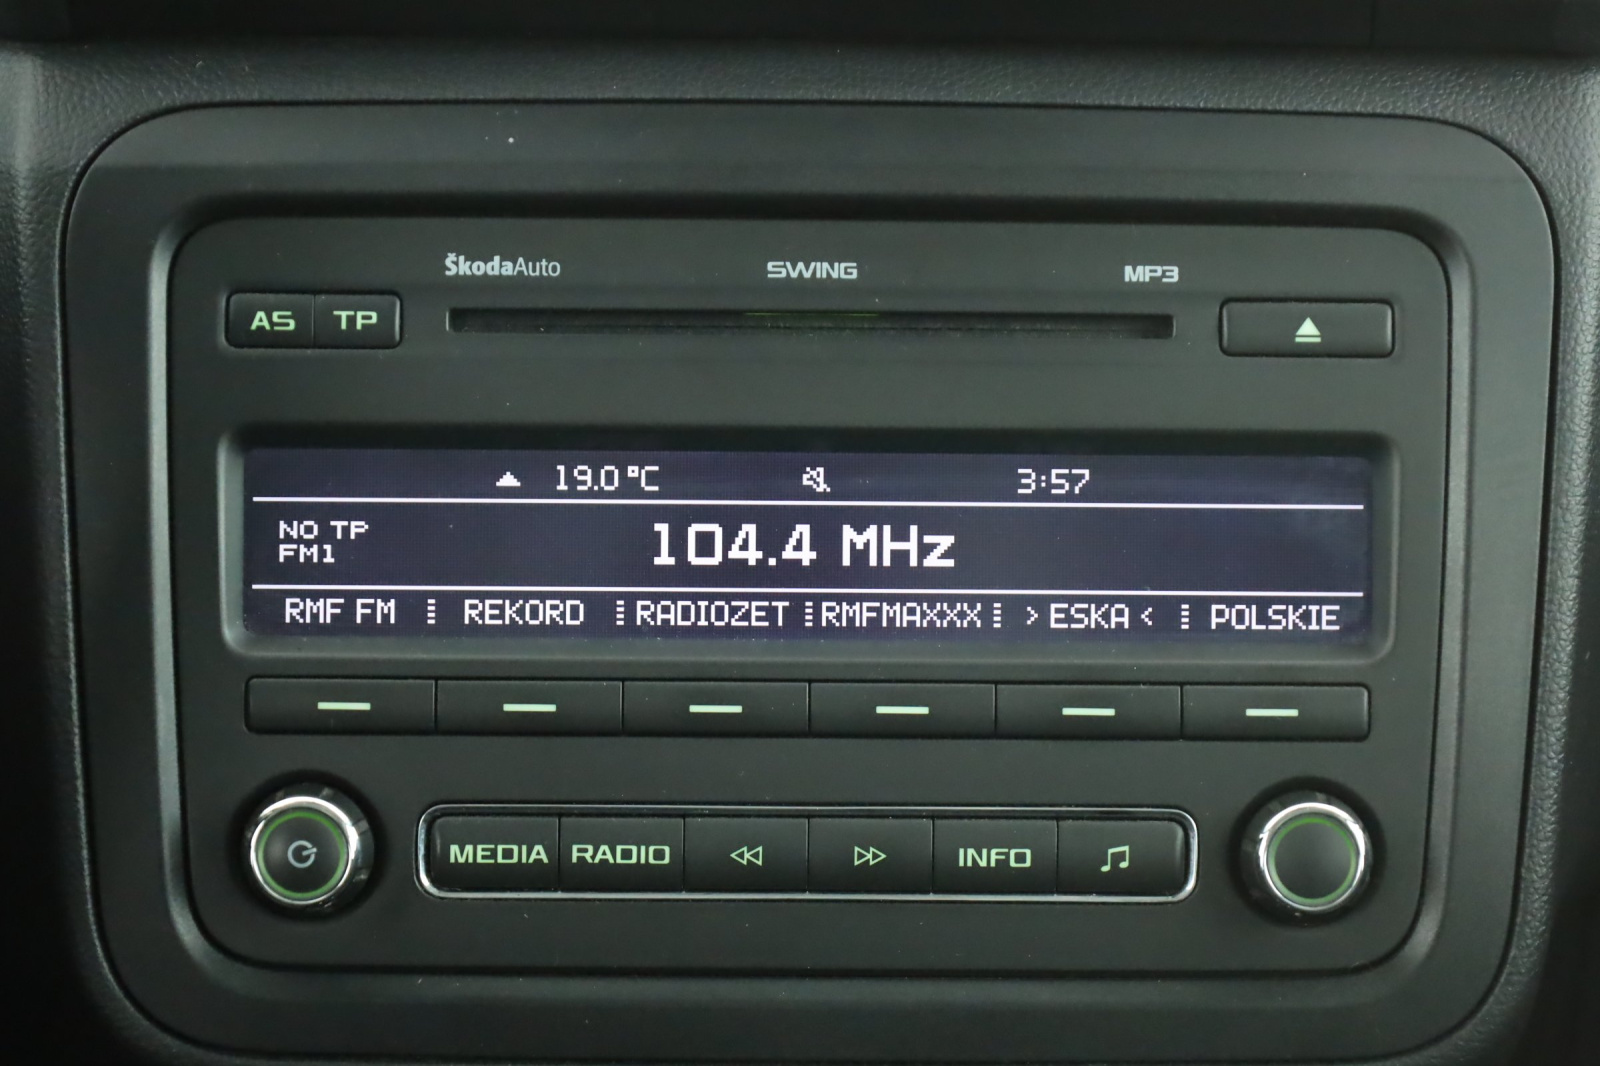 ŠkodaAuto SWING MP3
AS TP
19.0 °C 3:57
NO TP
FM1
104.4 MHz
RMF FM REKORD RADIOZET RMFMAXXX > ESKA < POLSKIE
MEDIA RADIO INFO